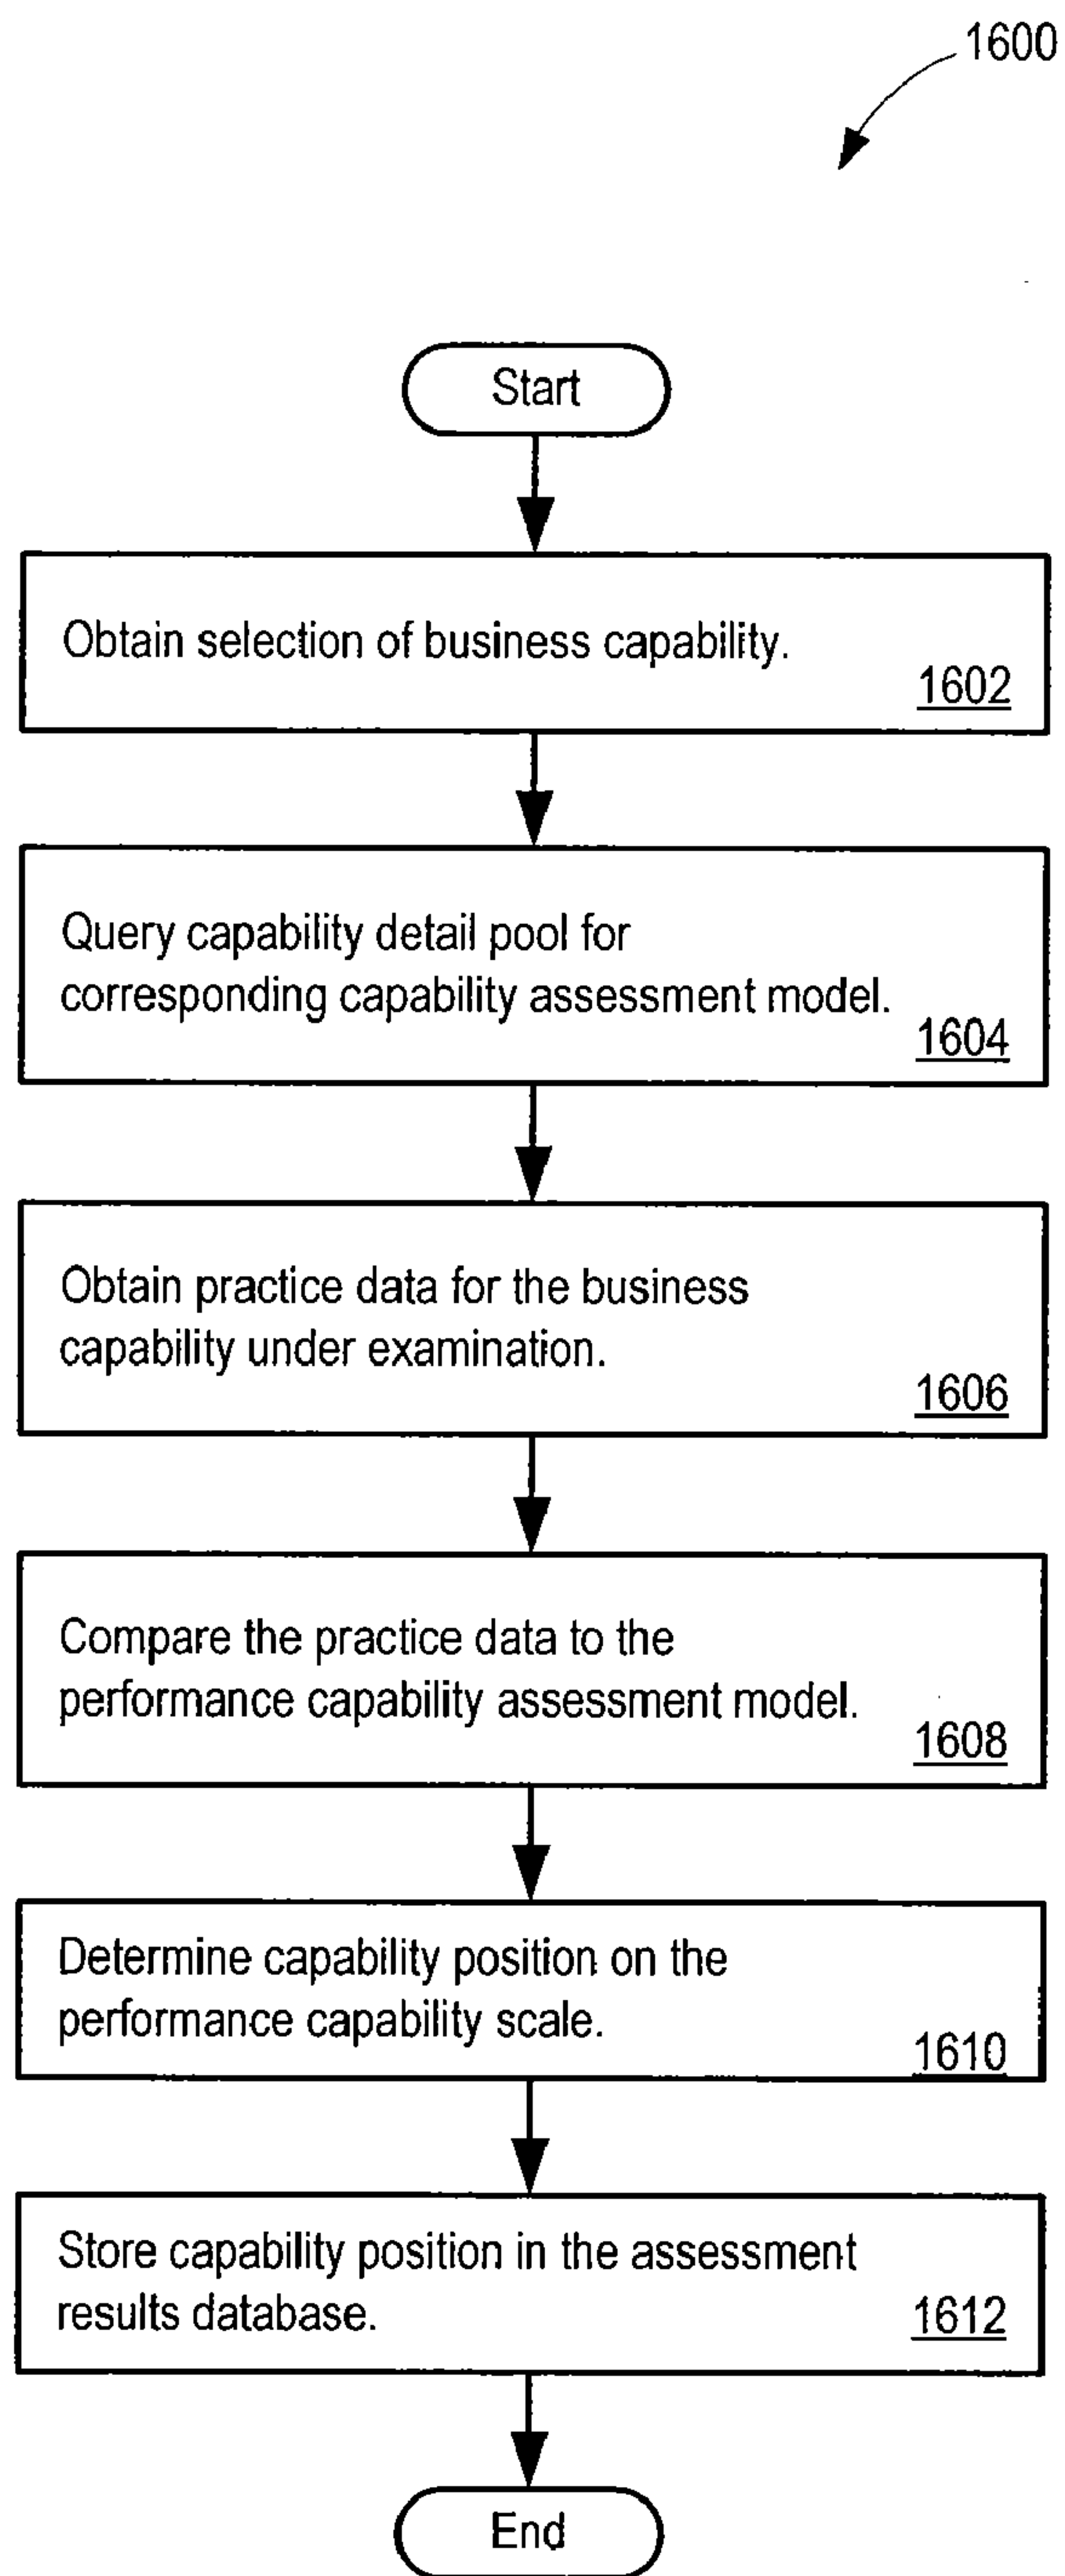 1600
Start
Obtain selection of business capability.
1602
Query capability detail pool for
corresponding capability assessment model.
1604
Obtain practice data for the business
capability under examination.
1606
Compare the practice data to the
performance capability assessment model.
1608
Determine capability position on the
performance capability scale.
1610
Store capability position in the assessment
results database.
1612
End